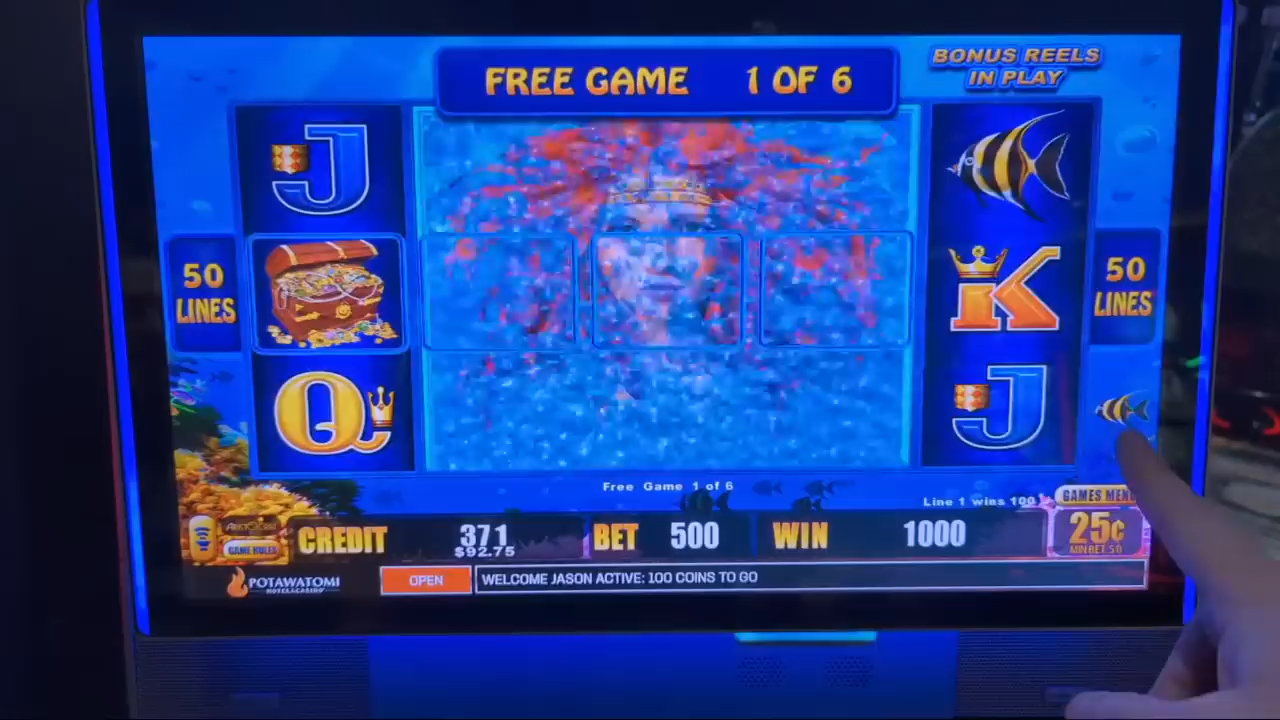 FREE GAME 1 OF 6
BONUS REELS
IN PLAY
J
50
LINES
K
50
LINES
Q
J
Free Game 1 of 6
Line 1 wins 100
GAMES MENU
CREDIT 371
$92.75
BET 500
WIN 1000
25¢
MIN BET 50
GAME RULES
POTAWATOMI
HOTEL & CASINO
OPEN
WELCOME JASON ACTIVE: 100 COINS TO GO